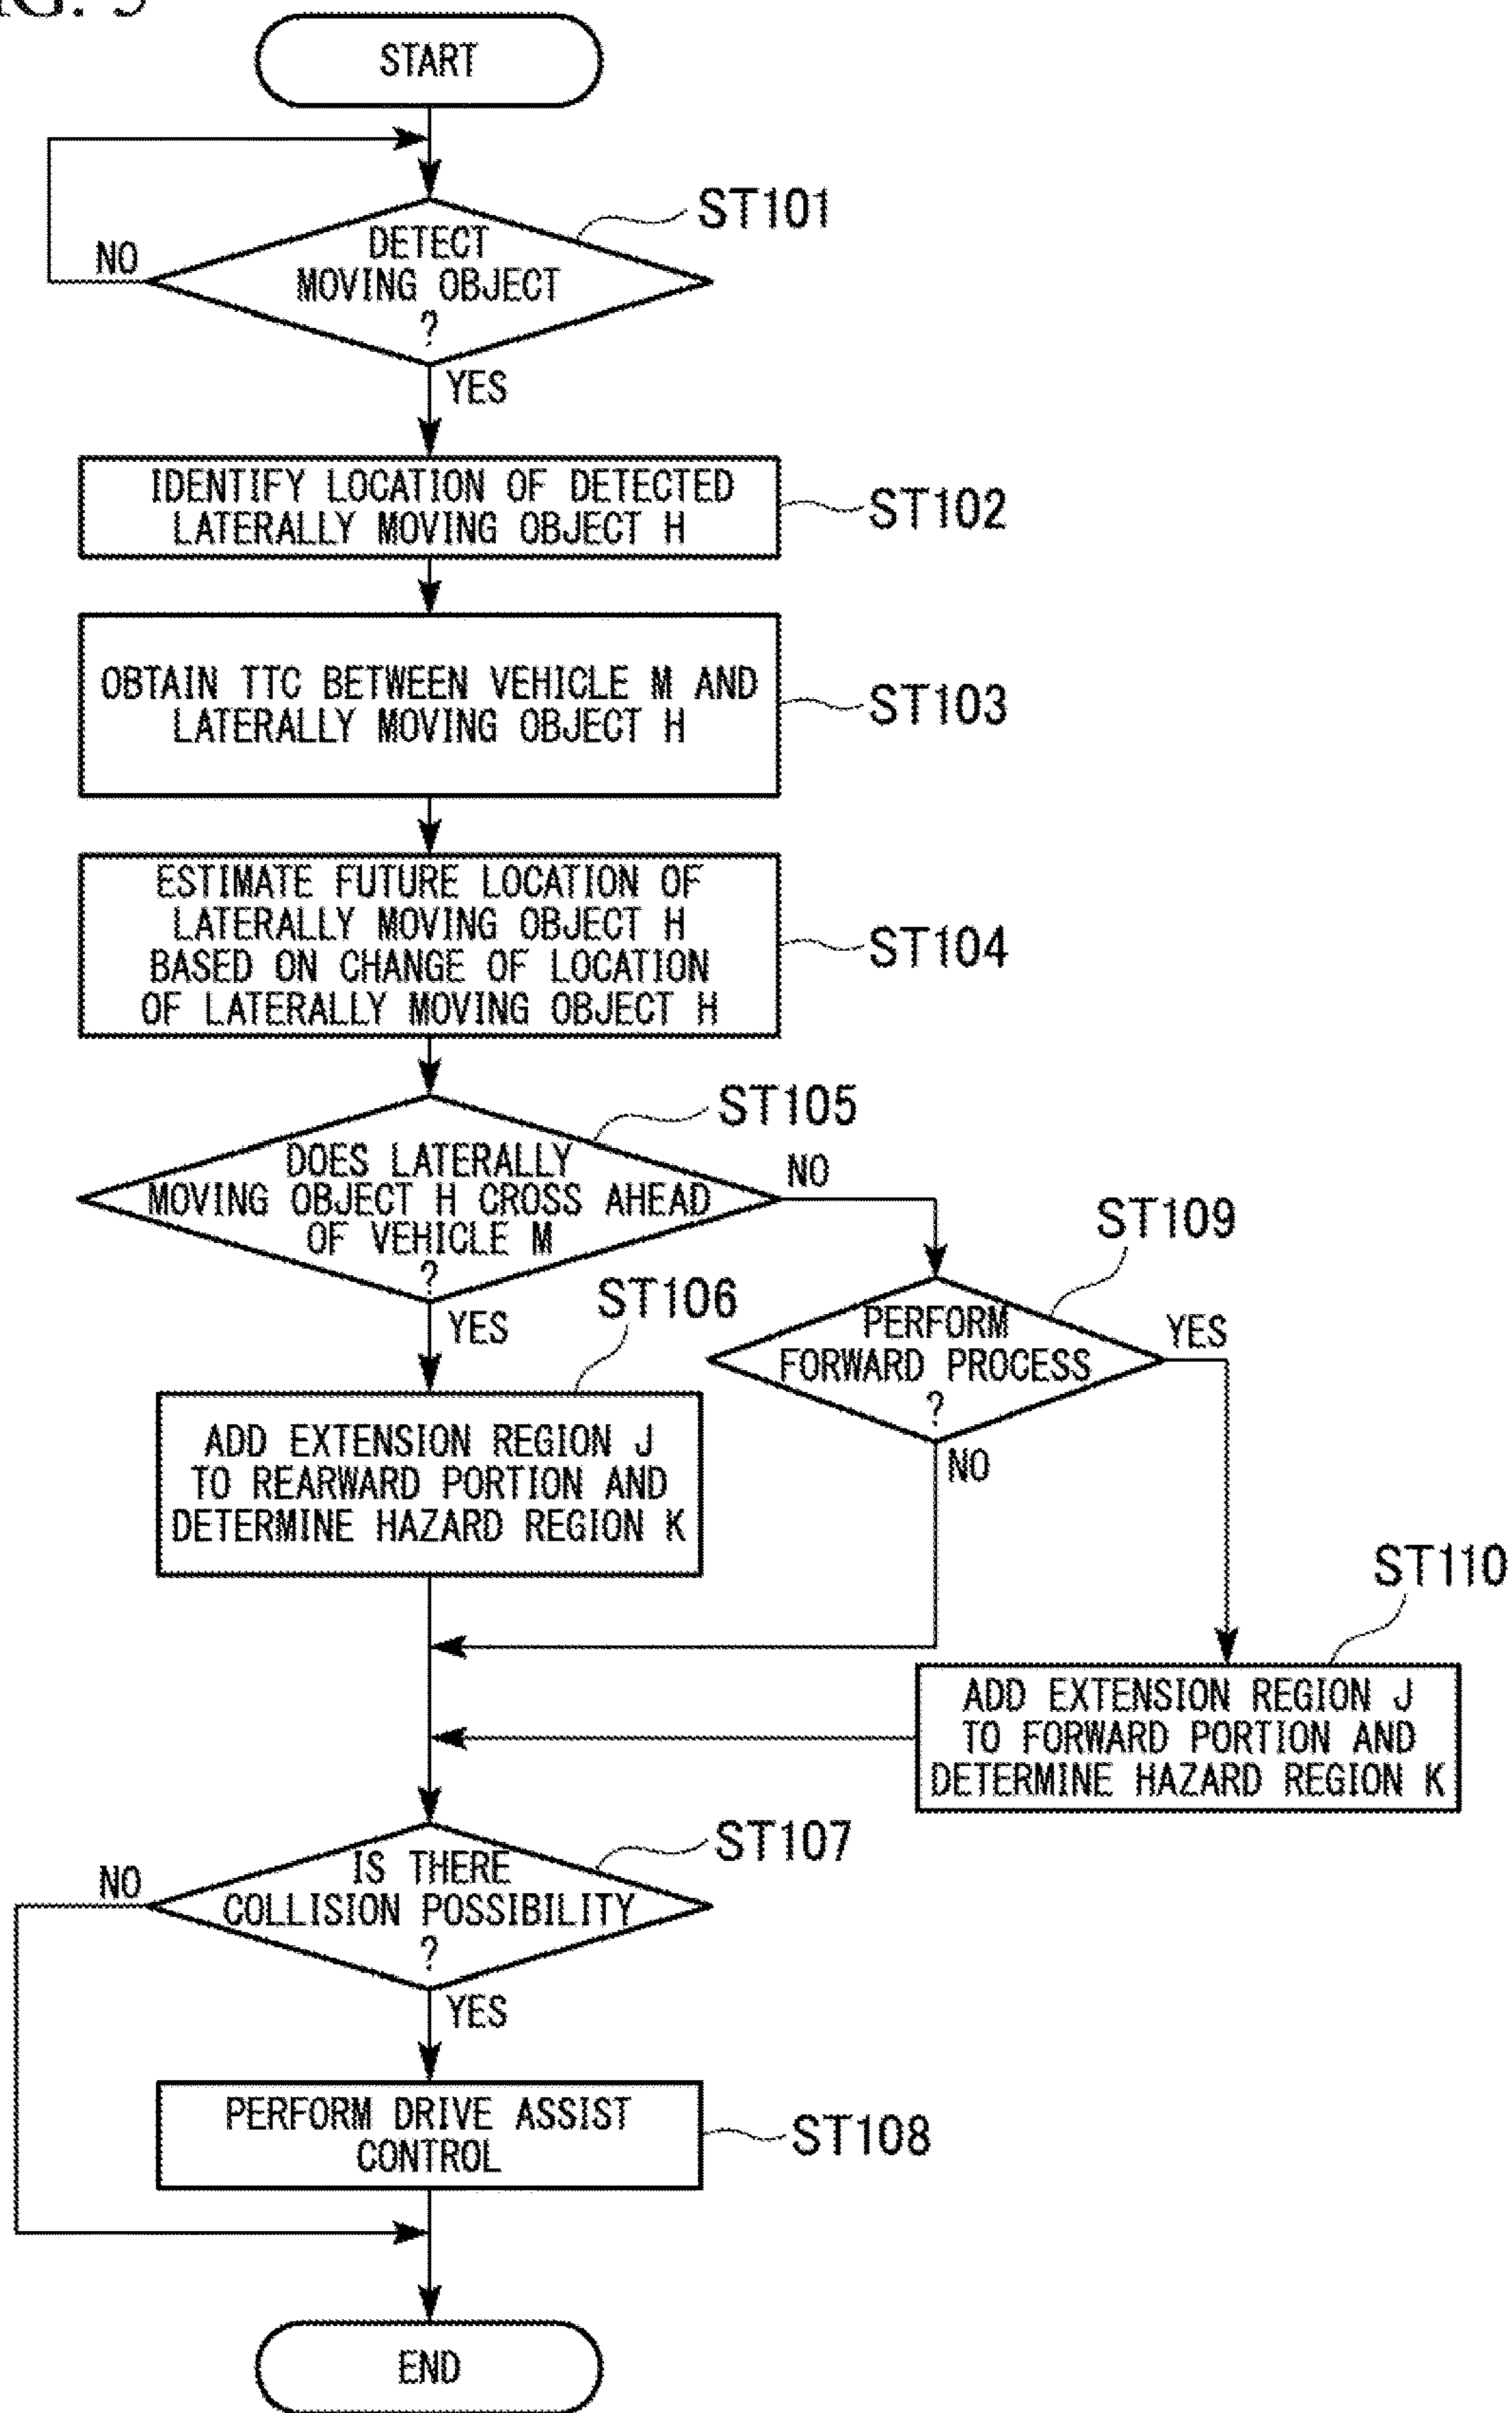 START
ST101
DETECT
MOVING OBJECT
?
NO
YES
IDENTIFY LOCATION OF DETECTED
LATERALLY MOVING OBJECT H
ST102
OBTAIN TTC BETWEEN VEHICLE M AND
LATERALLY MOVING OBJECT H
ST103
ESTIMATE FUTURE LOCATION OF
LATERALLY MOVING OBJECT H
BASED ON CHANGE OF LOCATION
OF LATERALLY MOVING OBJECT H
ST104
ST105
DOES LATERALLY
MOVING OBJECT H CROSS AHEAD
OF VEHICLE M
?
NO
YES
ST109
PERFORM
FORWARD PROCESS
?
YES
NO
ST106
ADD EXTENSION REGION J
TO REARWARD PORTION AND
DETERMINE HAZARD REGION K
ST110
ADD EXTENSION REGION J
TO FORWARD PORTION AND
DETERMINE HAZARD REGION K
ST107
IS THERE
COLLISION POSSIBILITY
?
NO
YES
PERFORM DRIVE ASSIST
CONTROL
ST108
END